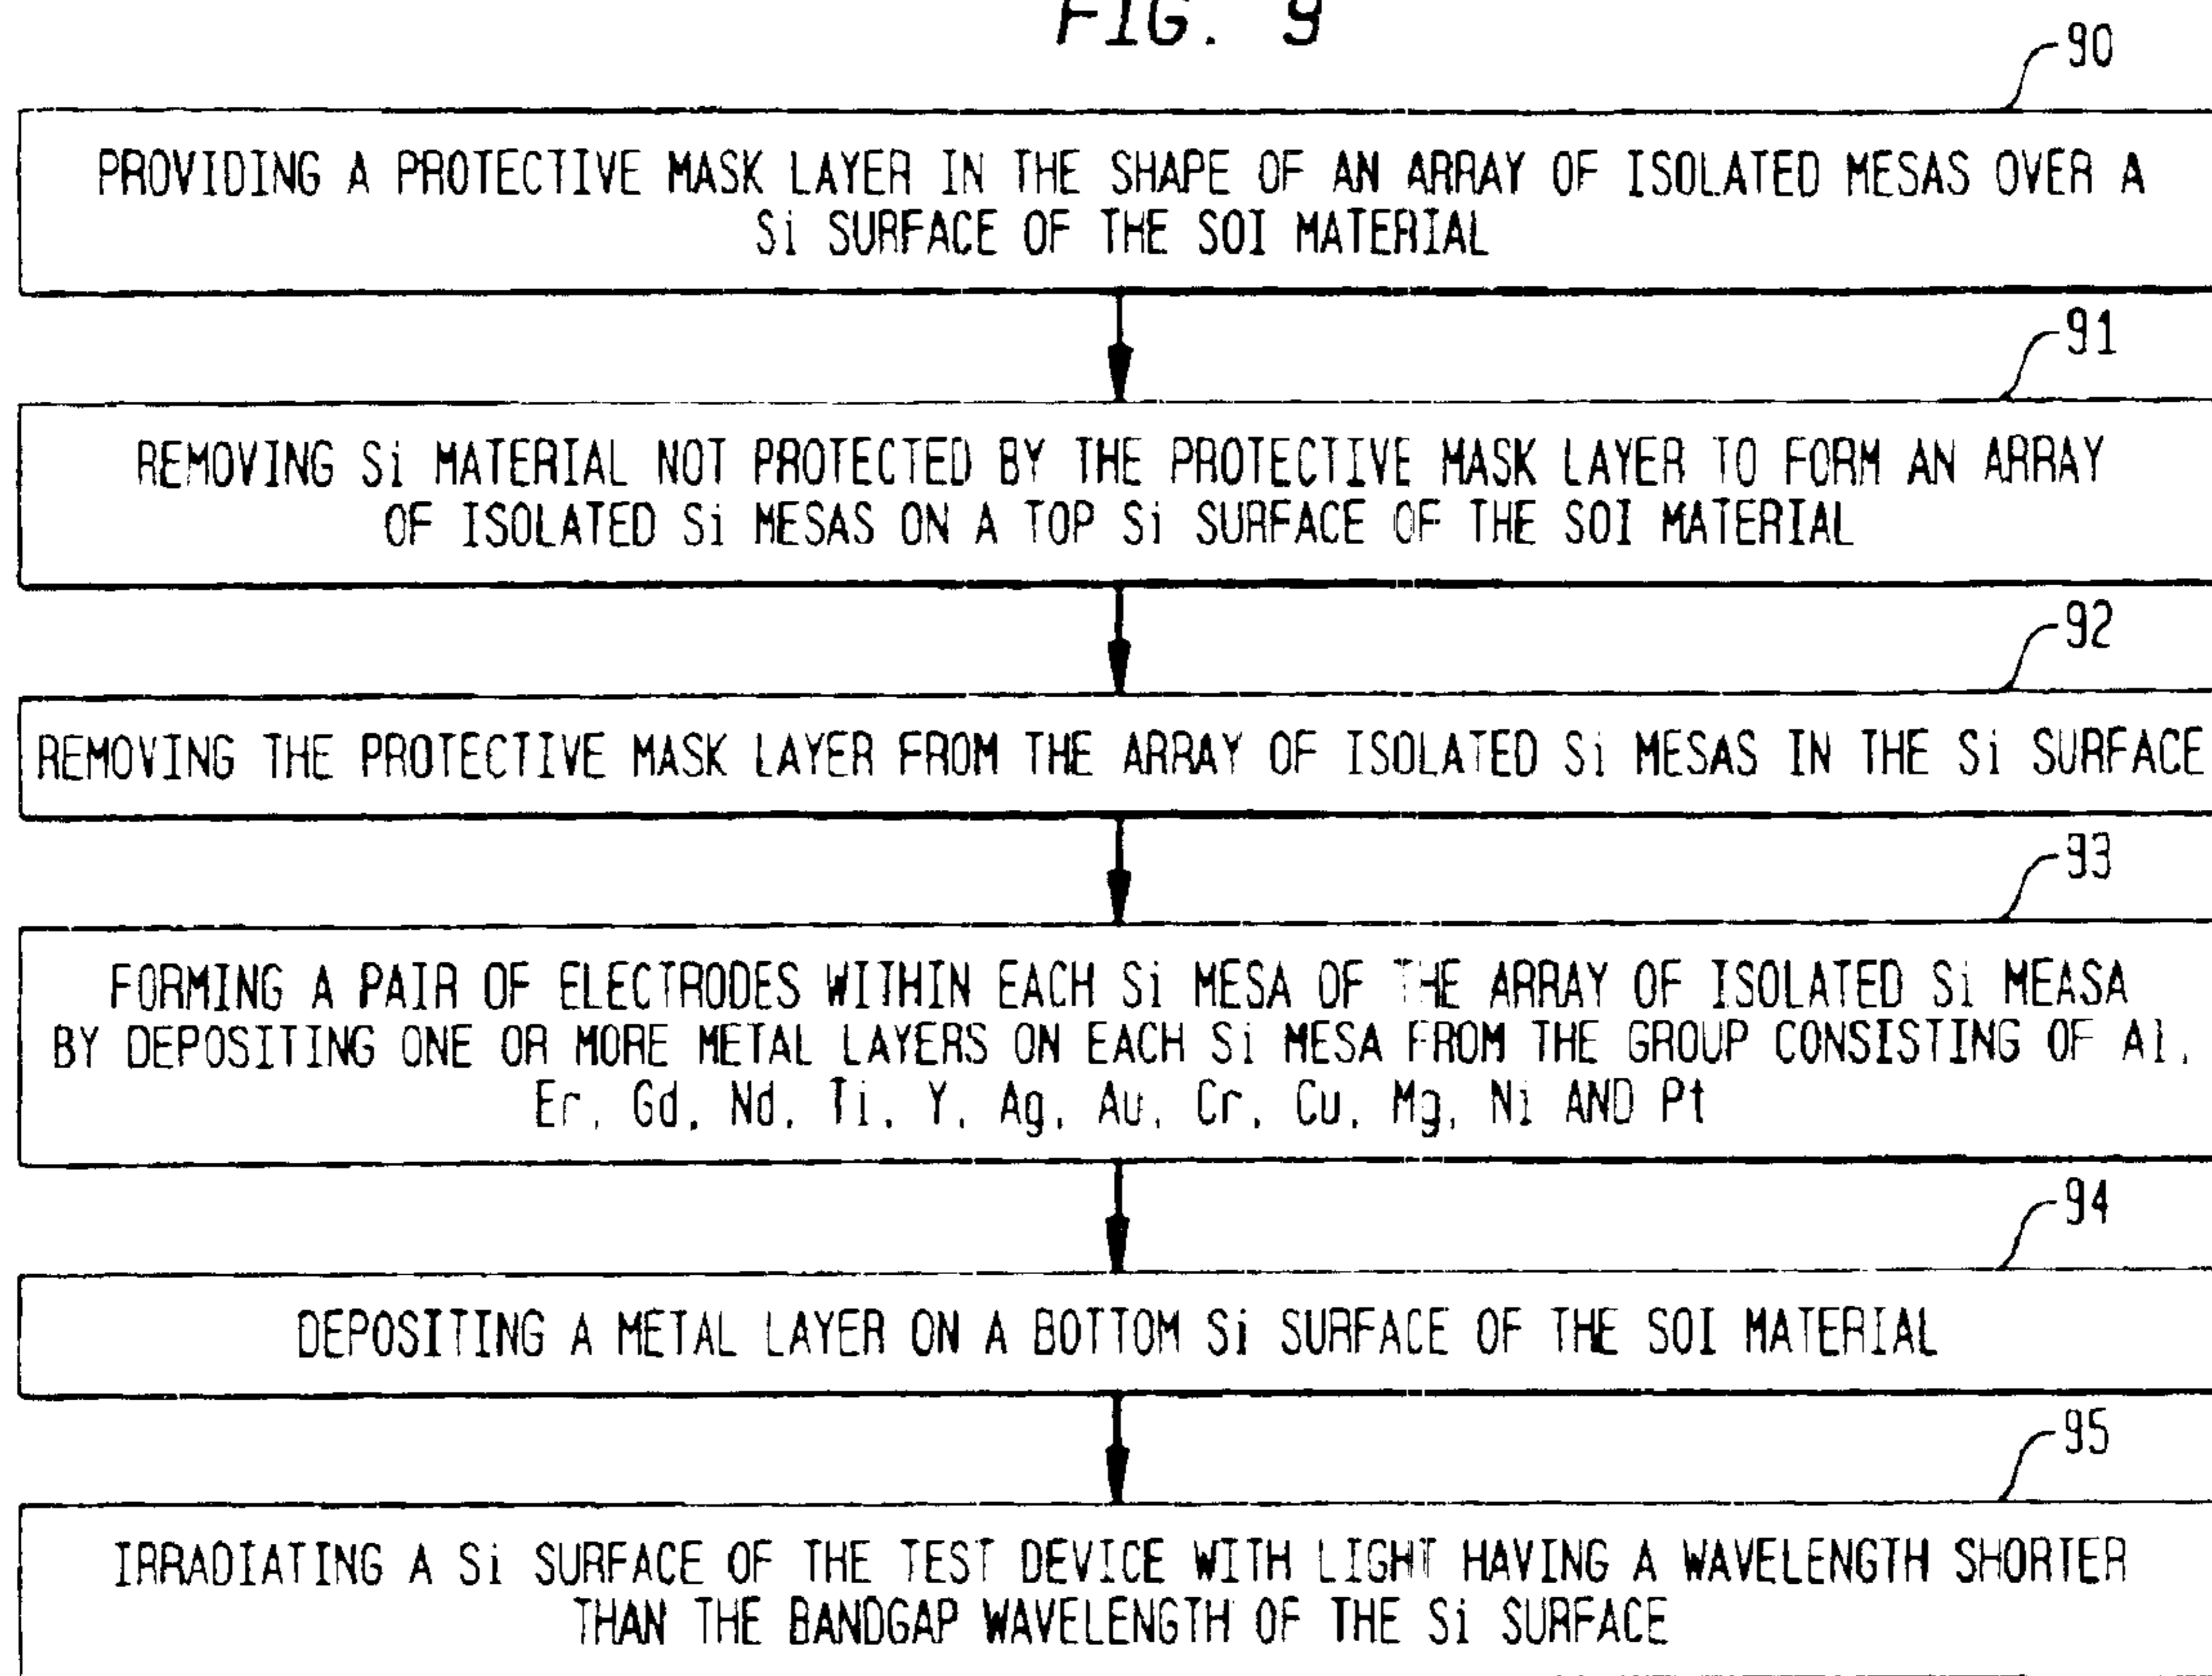 FIG. 9
90
PROVIDING A PROTECTIVE MASK LAYER IN THE SHAPE OF AN ARRAY OF ISOLATED MESAS OVER A
Si SURFACE OF THE SOI MATERIAL
91
REMOVING Si MATERIAL NOT PROTECTED BY THE PROTECTIVE MASK LAYER TO FORM AN ARRAY
OF ISOLATED Si MESAS ON A TOP Si SURFACE OF THE SOI MATERIAL
92
REMOVING THE PROTECTIVE MASK LAYER FROM THE ARRAY OF ISOLATED Si MESAS IN THE Si SURFACE
93
FORMING A PAIR OF ELECTRODES WITHIN EACH Si MESA OF THE ARRAY OF ISOLATED Si MEASA
BY DEPOSITING ONE OR MORE METAL LAYERS ON EACH Si MESA FROM THE GROUP CONSISTING OF Al,
Er, Gd, Nd, Ti, Y, Ag, Au, Cr, Cu, Mg, Ni AND Pt
94
DEPOSITING A METAL LAYER ON A BOTTOM Si SURFACE OF THE SOI MATERIAL
95
IRRADIATING A Si SURFACE OF THE TEST DEVICE WITH LIGHT HAVING A WAVELENGTH SHORTER
THAN THE BANDGAP WAVELENGTH OF THE Si SURFACE